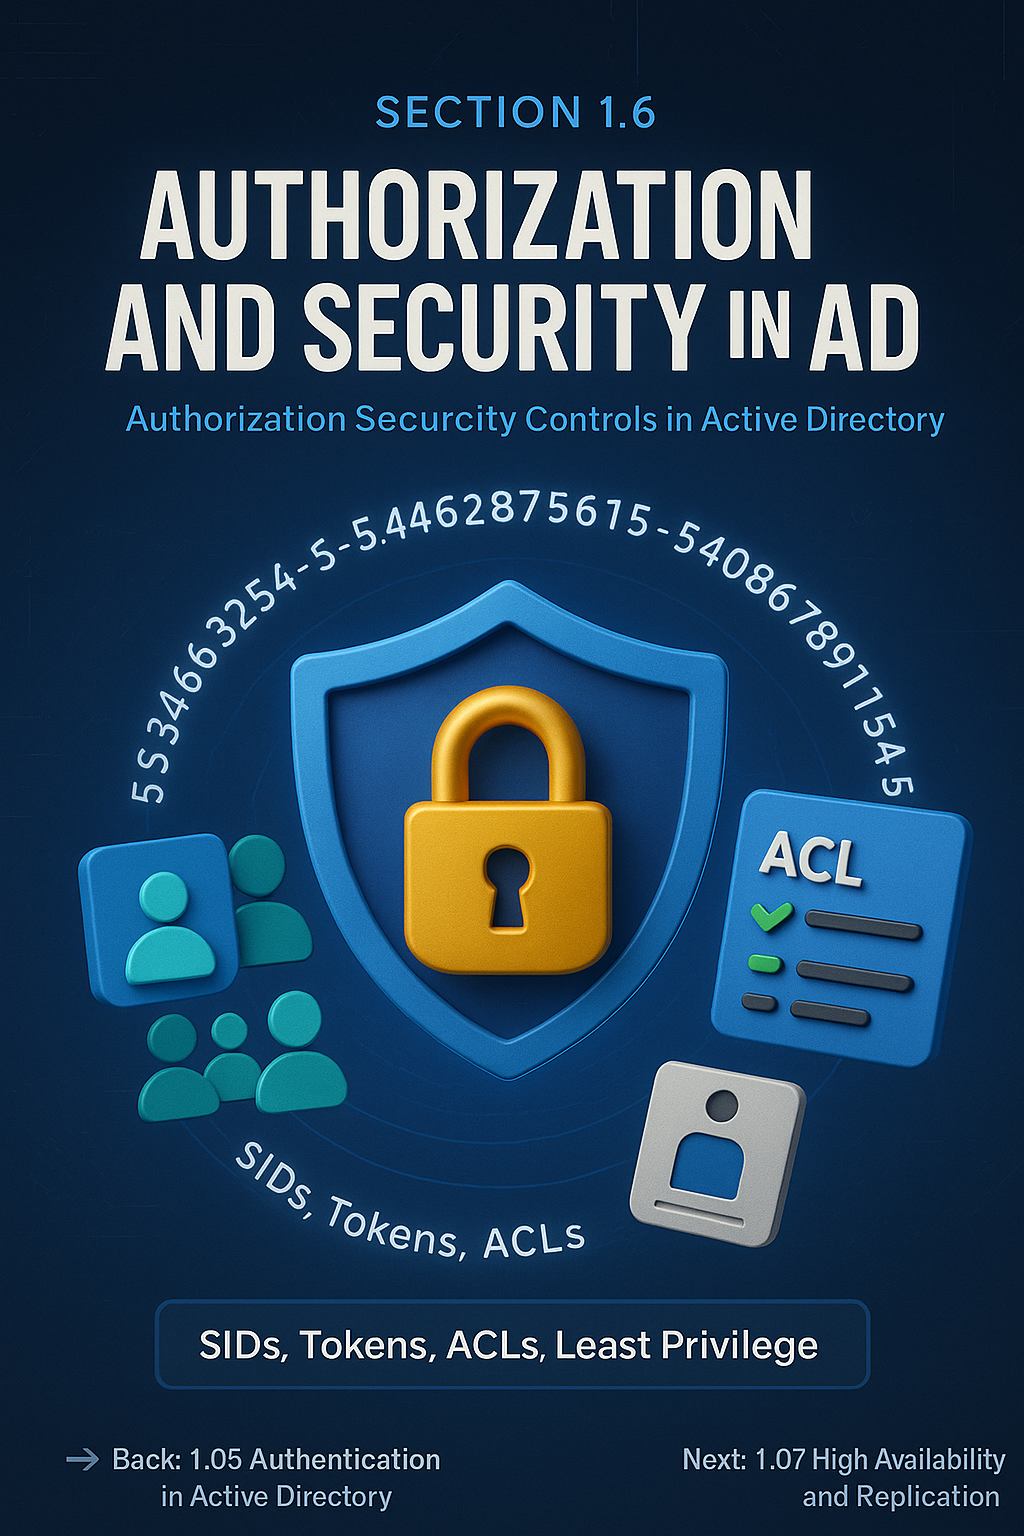 SECTION 1.6
AUTHORIZATION
AND SECURITY IN AD
Authorization Securcity Controls in Active Directory
5S34663254-5-5.4462875615-540867891154 5
ACL
SIDs, Tokens, ACLs
SIDs, Tokens, ACLs, Least Privilege
→ Back: 1.05 Authentication
in Active Directory
Next: 1.07 High Availability
and Replication